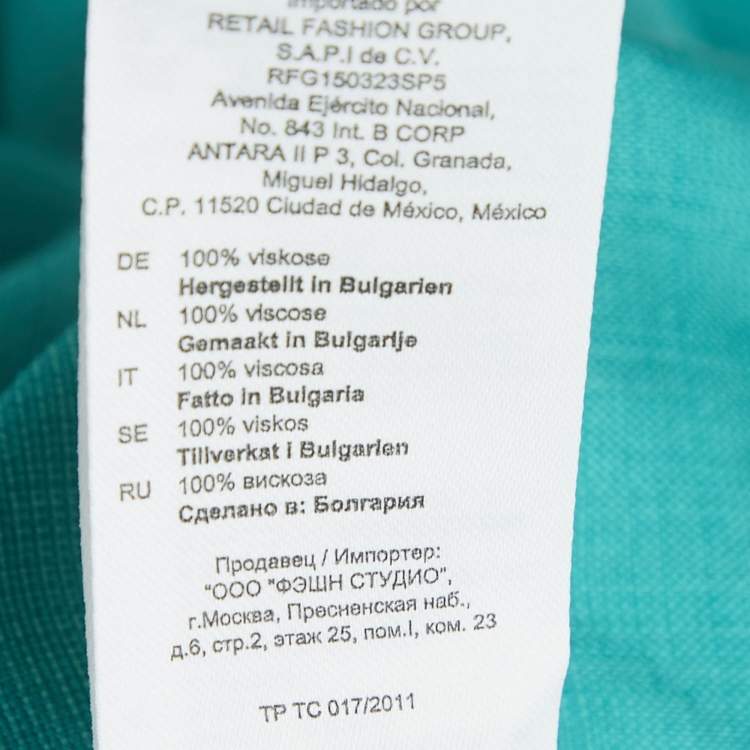 Importado por
RETAIL FASHION GROUP,
S.A.P.I de C.V.
RFG150323SP5
Avenida Ejército Nacional,
No. 843 Int. B CORP
ANTARA II P 3, Col. Granada,
Miguel Hidalgo,
C.P. 11520 Ciudad de México, México
DE 100% viskose
Hergestellt in Bulgarien
NL 100% viscose
Gemaakt in Bulgarije
IT 100% viscosa
Fatto in Bulgaria
SE 100% viskos
Tillverkat i Bulgarien
RU 100% вискоза
Сделано в: Болгария
Продавец / Импортер:
"ООО "ФЭШН СТУДИО",
г.Москва, Пресненская наб.,
д.6, стр.2, этаж 25, пом.I, ком. 23
ТР ТС 017/2011